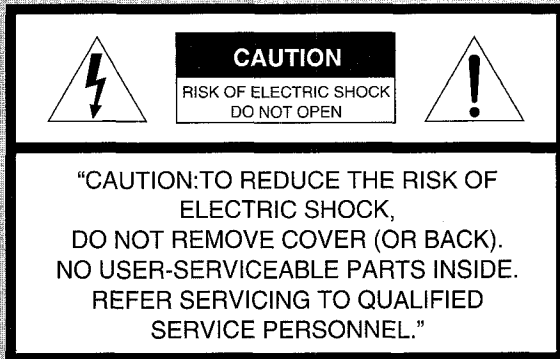 CAUTION
RISK OF ELECTRIC SHOCK
DO NOT OPEN
“CAUTION:TO REDUCE THE RISK OF
ELECTRIC SHOCK,
DO NOT REMOVE COVER (OR BACK).
NO USER-SERVICEABLE PARTS INSIDE.
REFER SERVICING TO QUALIFIED
SERVICE PERSONNEL.”